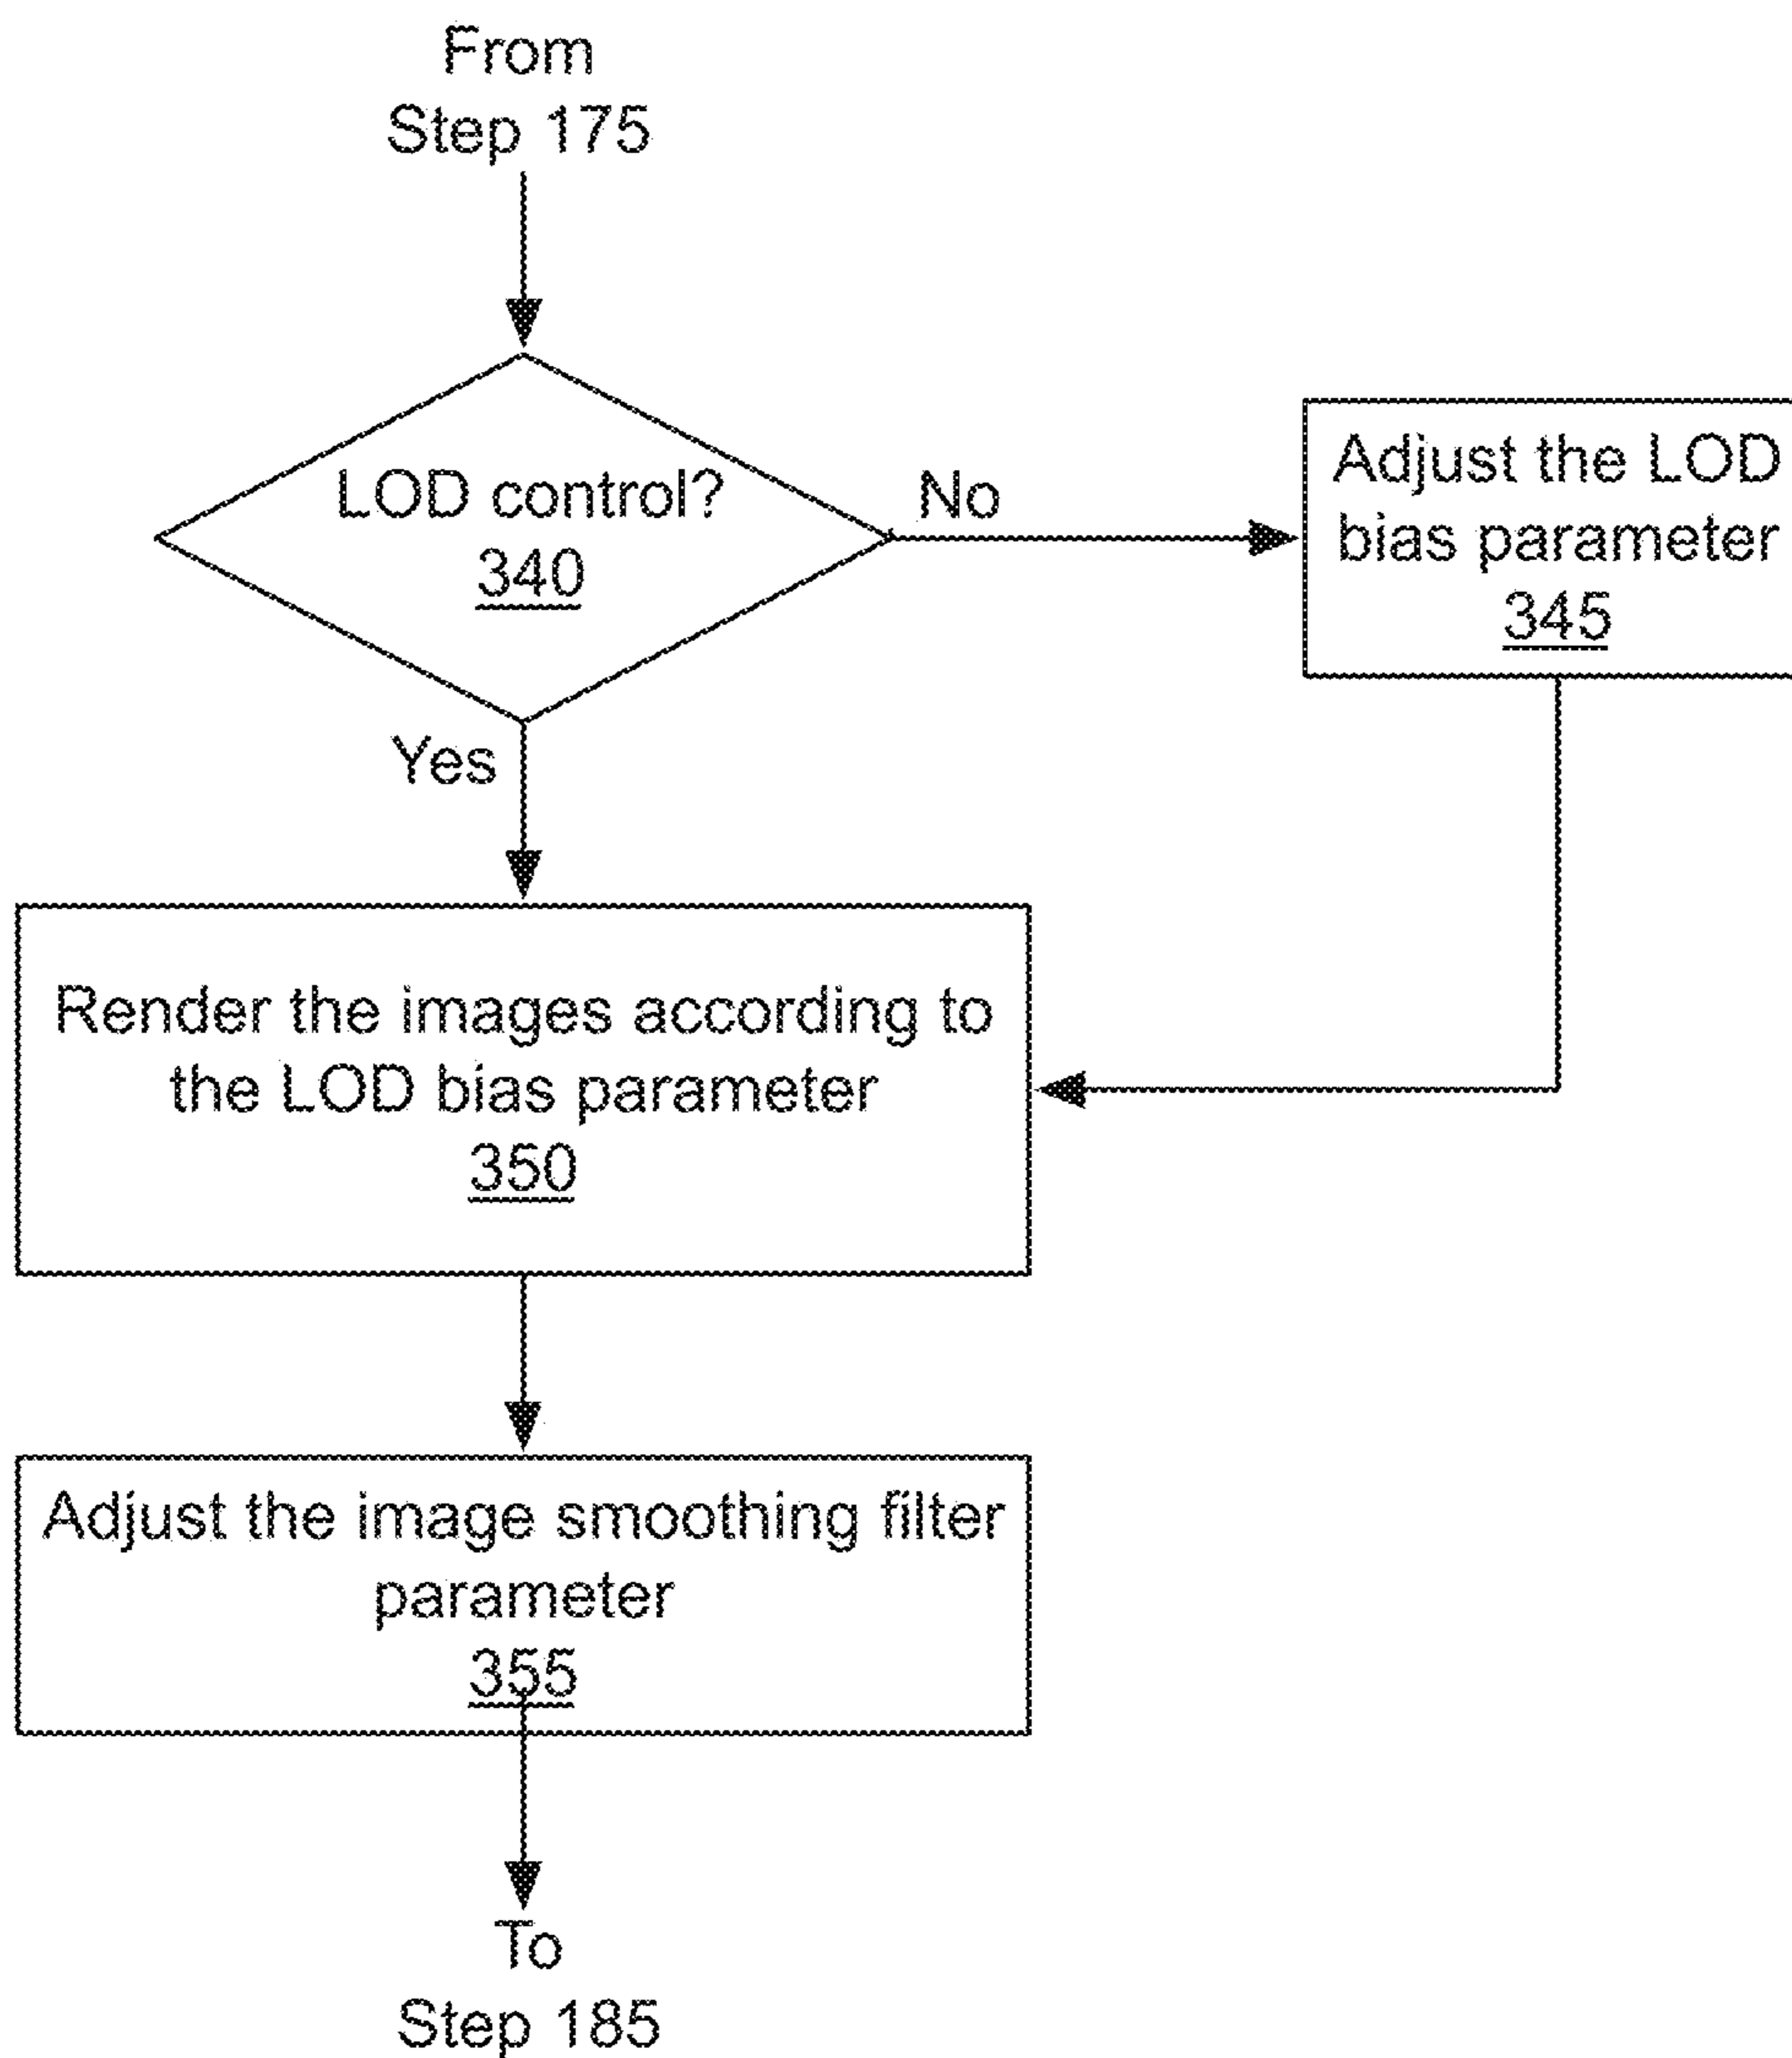 From
Step 175
LOD control?
340
No
Adjust the LOD
bias parameter
345
Yes
Render the images according to
the LOD bias parameter
350
Adjust the image smoothing filter
parameter
355
To
Step 185